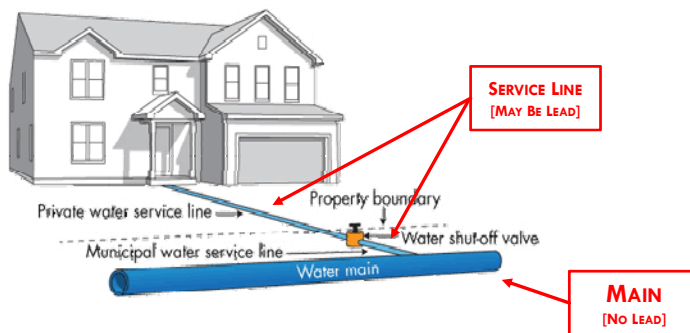 SERVICE LINE
[MAY BE LEAD]
Property boundary
Private water service line
Water shut-off valve
Municipal water service line
Water main
MAIN
[NO LEAD]